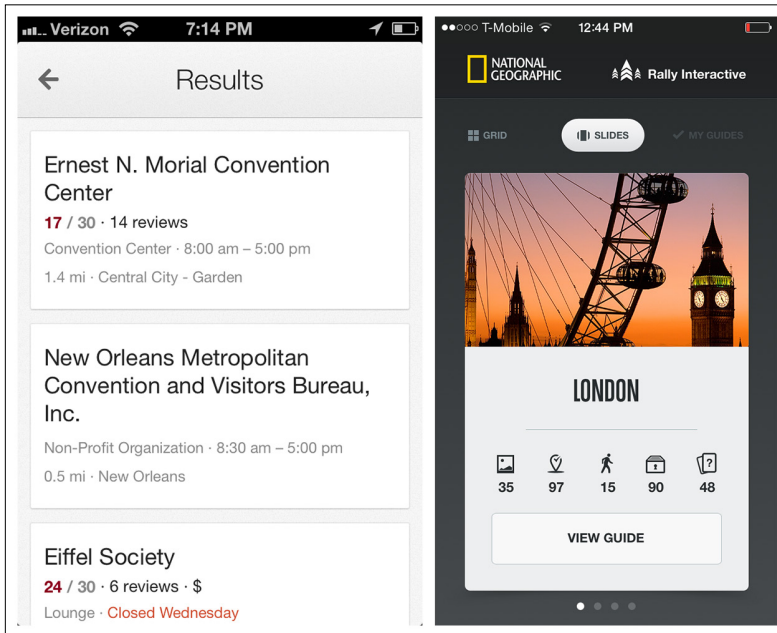 Verizon 7:14 PM
Results
Ernest N. Morial Convention
Center
17 / 30 · 14 reviews
Convention Center · 8:00 am – 5:00 pm
1.4 mi · Central City - Garden
New Orleans Metropolitan
Convention and Visitors Bureau,
Inc.
Non-Profit Organization · 8:30 am – 5:00 pm
0.5 mi · New Orleans
Eiffel Society
24 / 30 · 6 reviews · $
Lounge · Closed Wednesday
T-Mobile 12:44 PM
NATIONAL
GEOGRAPHIC
Rally Interactive
GRID SLIDES MY GUIDES
LONDON
35 97 15 90 48
VIEW GUIDE